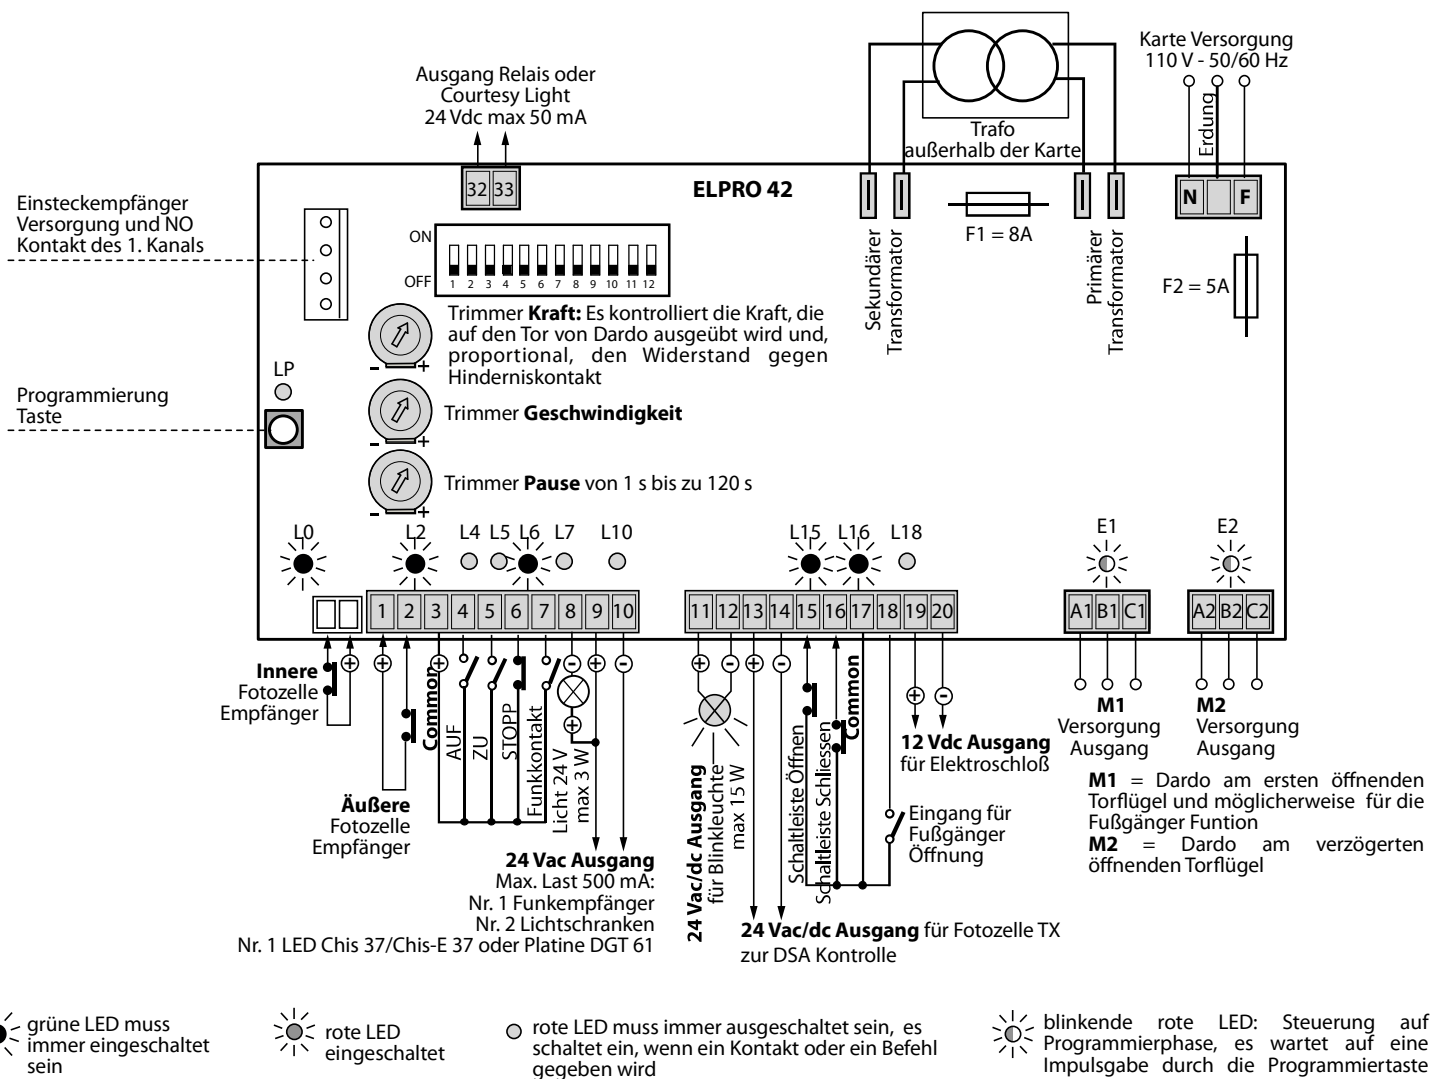 Karte Versorgung
110 V - 50/60 Hz
Erdung
Ausgang Relais oder
Courtesy Light
24 Vdc max 50 mA
Trafo
außerhalb der Karte
32 33
ELPRO 42
N F
Einsteckempfänger
Versorgung und NO
Kontakt des 1. Kanals
ON
OFF
1 2 3 4 5 6 7 8 9 10 11 12
F1 = 8A
F2 = 5A
Sekundärer
Transformator
Primärer
Transformator
Trimmer Kraft: Es kontrolliert die Kraft, die
auf den Tor von Dardo ausgeübt wird und,
proportional, den Widerstand gegen
Hinderniskontakt
- +
LP
Programmierung
Taste
Trimmer Geschwindigkeit
- +
Trimmer Pause von 1 s bis zu 120 s
- +
L0 L2 L4 L5 L6 L7 L10 L15 L16 L18 E1 E2
1 2 3 4 5 6 7 8 9 10 11 12 13 14 15 16 17 18 19 20 A1 B1 C1 A2 B2 C2
+ + + - + - + - + - + -
Innere
Fotozelle
Empfänger
Äußere
Fotozelle
Empfänger
Common
AUF
ZU
STOPP
Funkkontakt
Licht 24 V
max 3 W
+
24 Vac Ausgang
Max. Last 500 mA:
Nr. 1 Funkempfänger
Nr. 2 Lichtschranken
Nr. 1 LED Chis 37/Chis-E 37 oder Platine DGT 61
24 Vac/dc Ausgang
für Blinkleuchte
max 15 W
24 Vac/dc Ausgang für Fotozelle TX
zur DSA Kontrolle
Schaltleiste Öffnen
Schaltleiste Schliessen
Common
12 Vdc Ausgang
für Elektroschloß
Eingang für
Fußgänger
Öffnung
M1
Versorgung
Ausgang
M2
Versorgung
Ausgang
M1 = Dardo am ersten öffnenden
Torflügel und möglicherweise für die
Fußgänger Funtion
M2 = Dardo am verzögerten
öffnenden Torflügel
grüne LED muss
immer eingeschaltet
sein
rote LED
eingeschaltet
rote LED muss immer ausgeschaltet sein, es
schaltet ein, wenn ein Kontakt oder ein Befehl
gegeben wird
blinkende rote LED: Steuerung auf
Programmierphase, es wartet auf eine
Impulsgabe durch die Programmiertaste